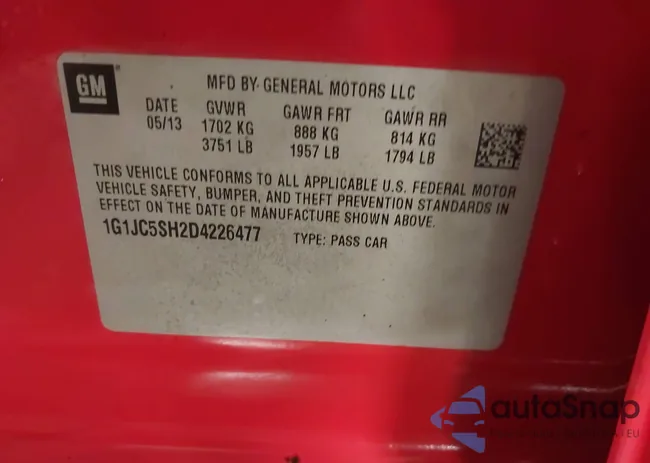 GM
MFD BY GENERAL MOTORS LLC
DATE GVWR GAWR FRT GAWR RR
05/13 1702 KG 888 KG 814 KG
3751 LB 1957 LB 1794 LB
THIS VEHICLE CONFORMS TO ALL APPLICABLE U.S. FEDERAL MOTOR
VEHICLE SAFETY, BUMPER, AND THEFT PREVENTION STANDARDS IN
EFFECT ON THE DATE OF MANUFACTURE SHOWN ABOVE.
1G1JC5SH2D4226477 TYPE: PASS CAR
autoSnap